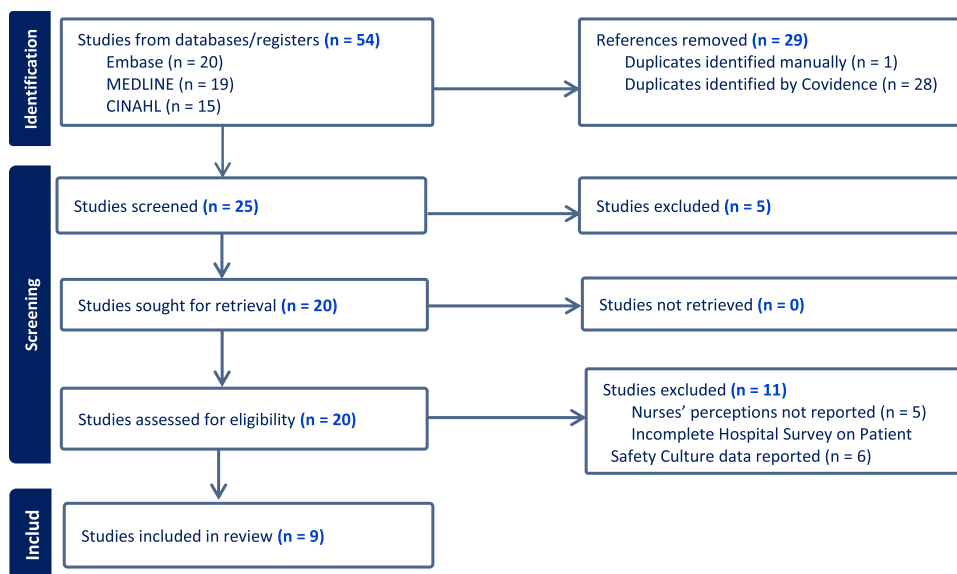 Identification
Studies from databases/registers (n = 54)
Embase (n = 20)
MEDLINE (n = 19)
CINAHL (n = 15)
References removed (n = 29)
Duplicates identified manually (n = 1)
Duplicates identified by Covidence (n = 28)
Screening
Studies screened (n = 25)
Studies excluded (n = 5)
Studies sought for retrieval (n = 20)
Studies not retrieved (n = 0)
Studies assessed for eligibility (n = 20)
Studies excluded (n = 11)
Nurses’ perceptions not reported (n = 5)
Incomplete Hospital Survey on Patient
Safety Culture data reported (n = 6)
Includ
Studies included in review (n = 9)